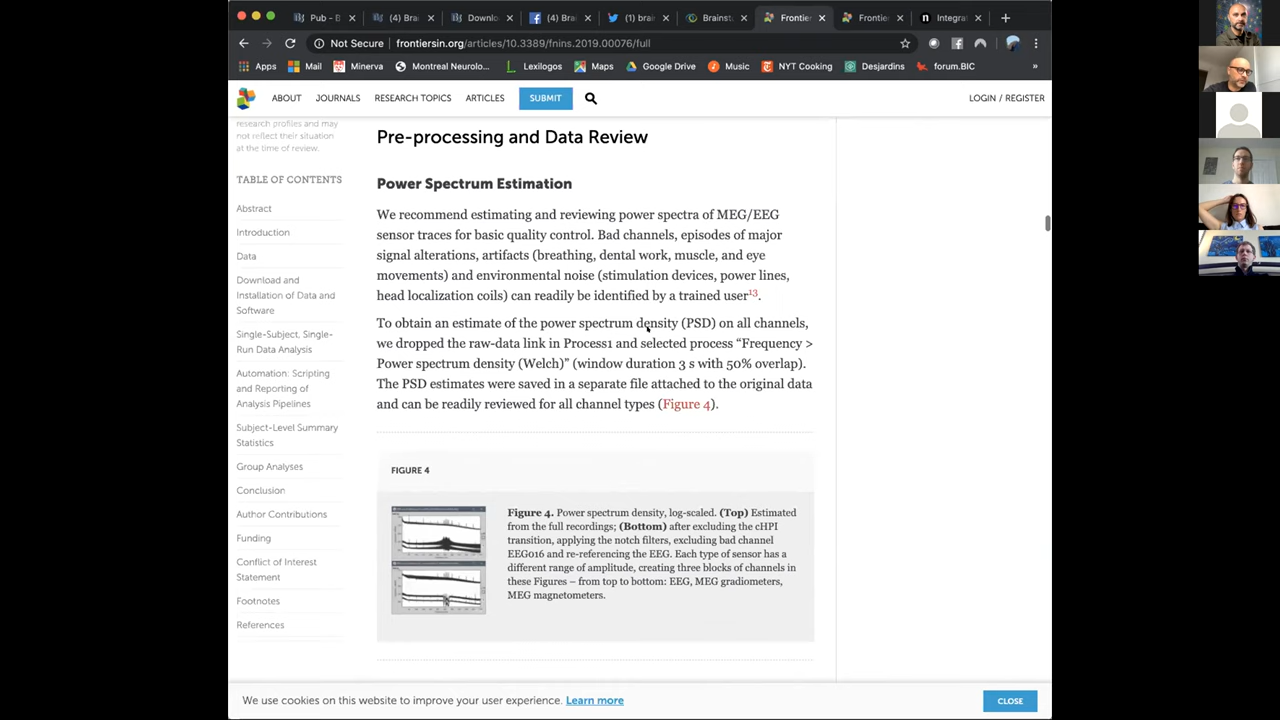 Pub - B
(4) Bra
Downlo
(4) Bra
(1) brai
Brainst
Frontier
Frontie
Integrat
Not Secure
frontiersin.org/articles/10.3389/fnins.2019.00076/full
Apps
Mail
Minerva
Montreal Neurolo...
Lexilogos
Maps
Google Drive
Music
NYT Cooking
Desjardins
forum.BIC
»
ABOUT
JOURNALS
RESEARCH TOPICS
ARTICLES
SUBMIT
LOGIN / REGISTER
research profiles and may
not reflect their situation
at the time of review.
TABLE OF CONTENTS
Abstract
Introduction
Data
Download and
Installation of Data and
Software
Single-Subject, Single-
Run Data Analysis
Automation: Scripting
and Reporting of
Analysis Pipelines
Subject-Level Summary
Statistics
Group Analyses
Conclusion
Author Contributions
Funding
Conflict of Interest
Statement
Footnotes
References
Pre-processing and Data Review
Power Spectrum Estimation
We recommend estimating and reviewing power spectra of MEG/EEG
sensor traces for basic quality control. Bad channels, episodes of major
signal alterations, artifacts (breathing, dental work, muscle, and eye
movements) and environmental noise (stimulation devices, power lines,
head localization coils) can readily be identified by a trained user13.
To obtain an estimate of the power spectrum density (PSD) on all channels,
we dropped the raw-data link in Process1 and selected process “Frequency >
Power spectrum density (Welch)” (window duration 3 s with 50% overlap).
The PSD estimates were saved in a separate file attached to the original data
and can be readily reviewed for all channel types (Figure 4).
FIGURE 4
Figure 4. Power spectrum density, log-scaled. (Top) Estimated
from the full recordings; (Bottom) after excluding the cHPI
transition, applying the notch filters, excluding bad channel
EEG016 and re-referencing the EEG. Each type of sensor has a
different range of amplitude, creating three blocks of channels in
these Figures – from top to bottom: EEG, MEG gradiometers,
MEG magnetometers.
We use cookies on this website to improve your user experience. Learn more
CLOSE